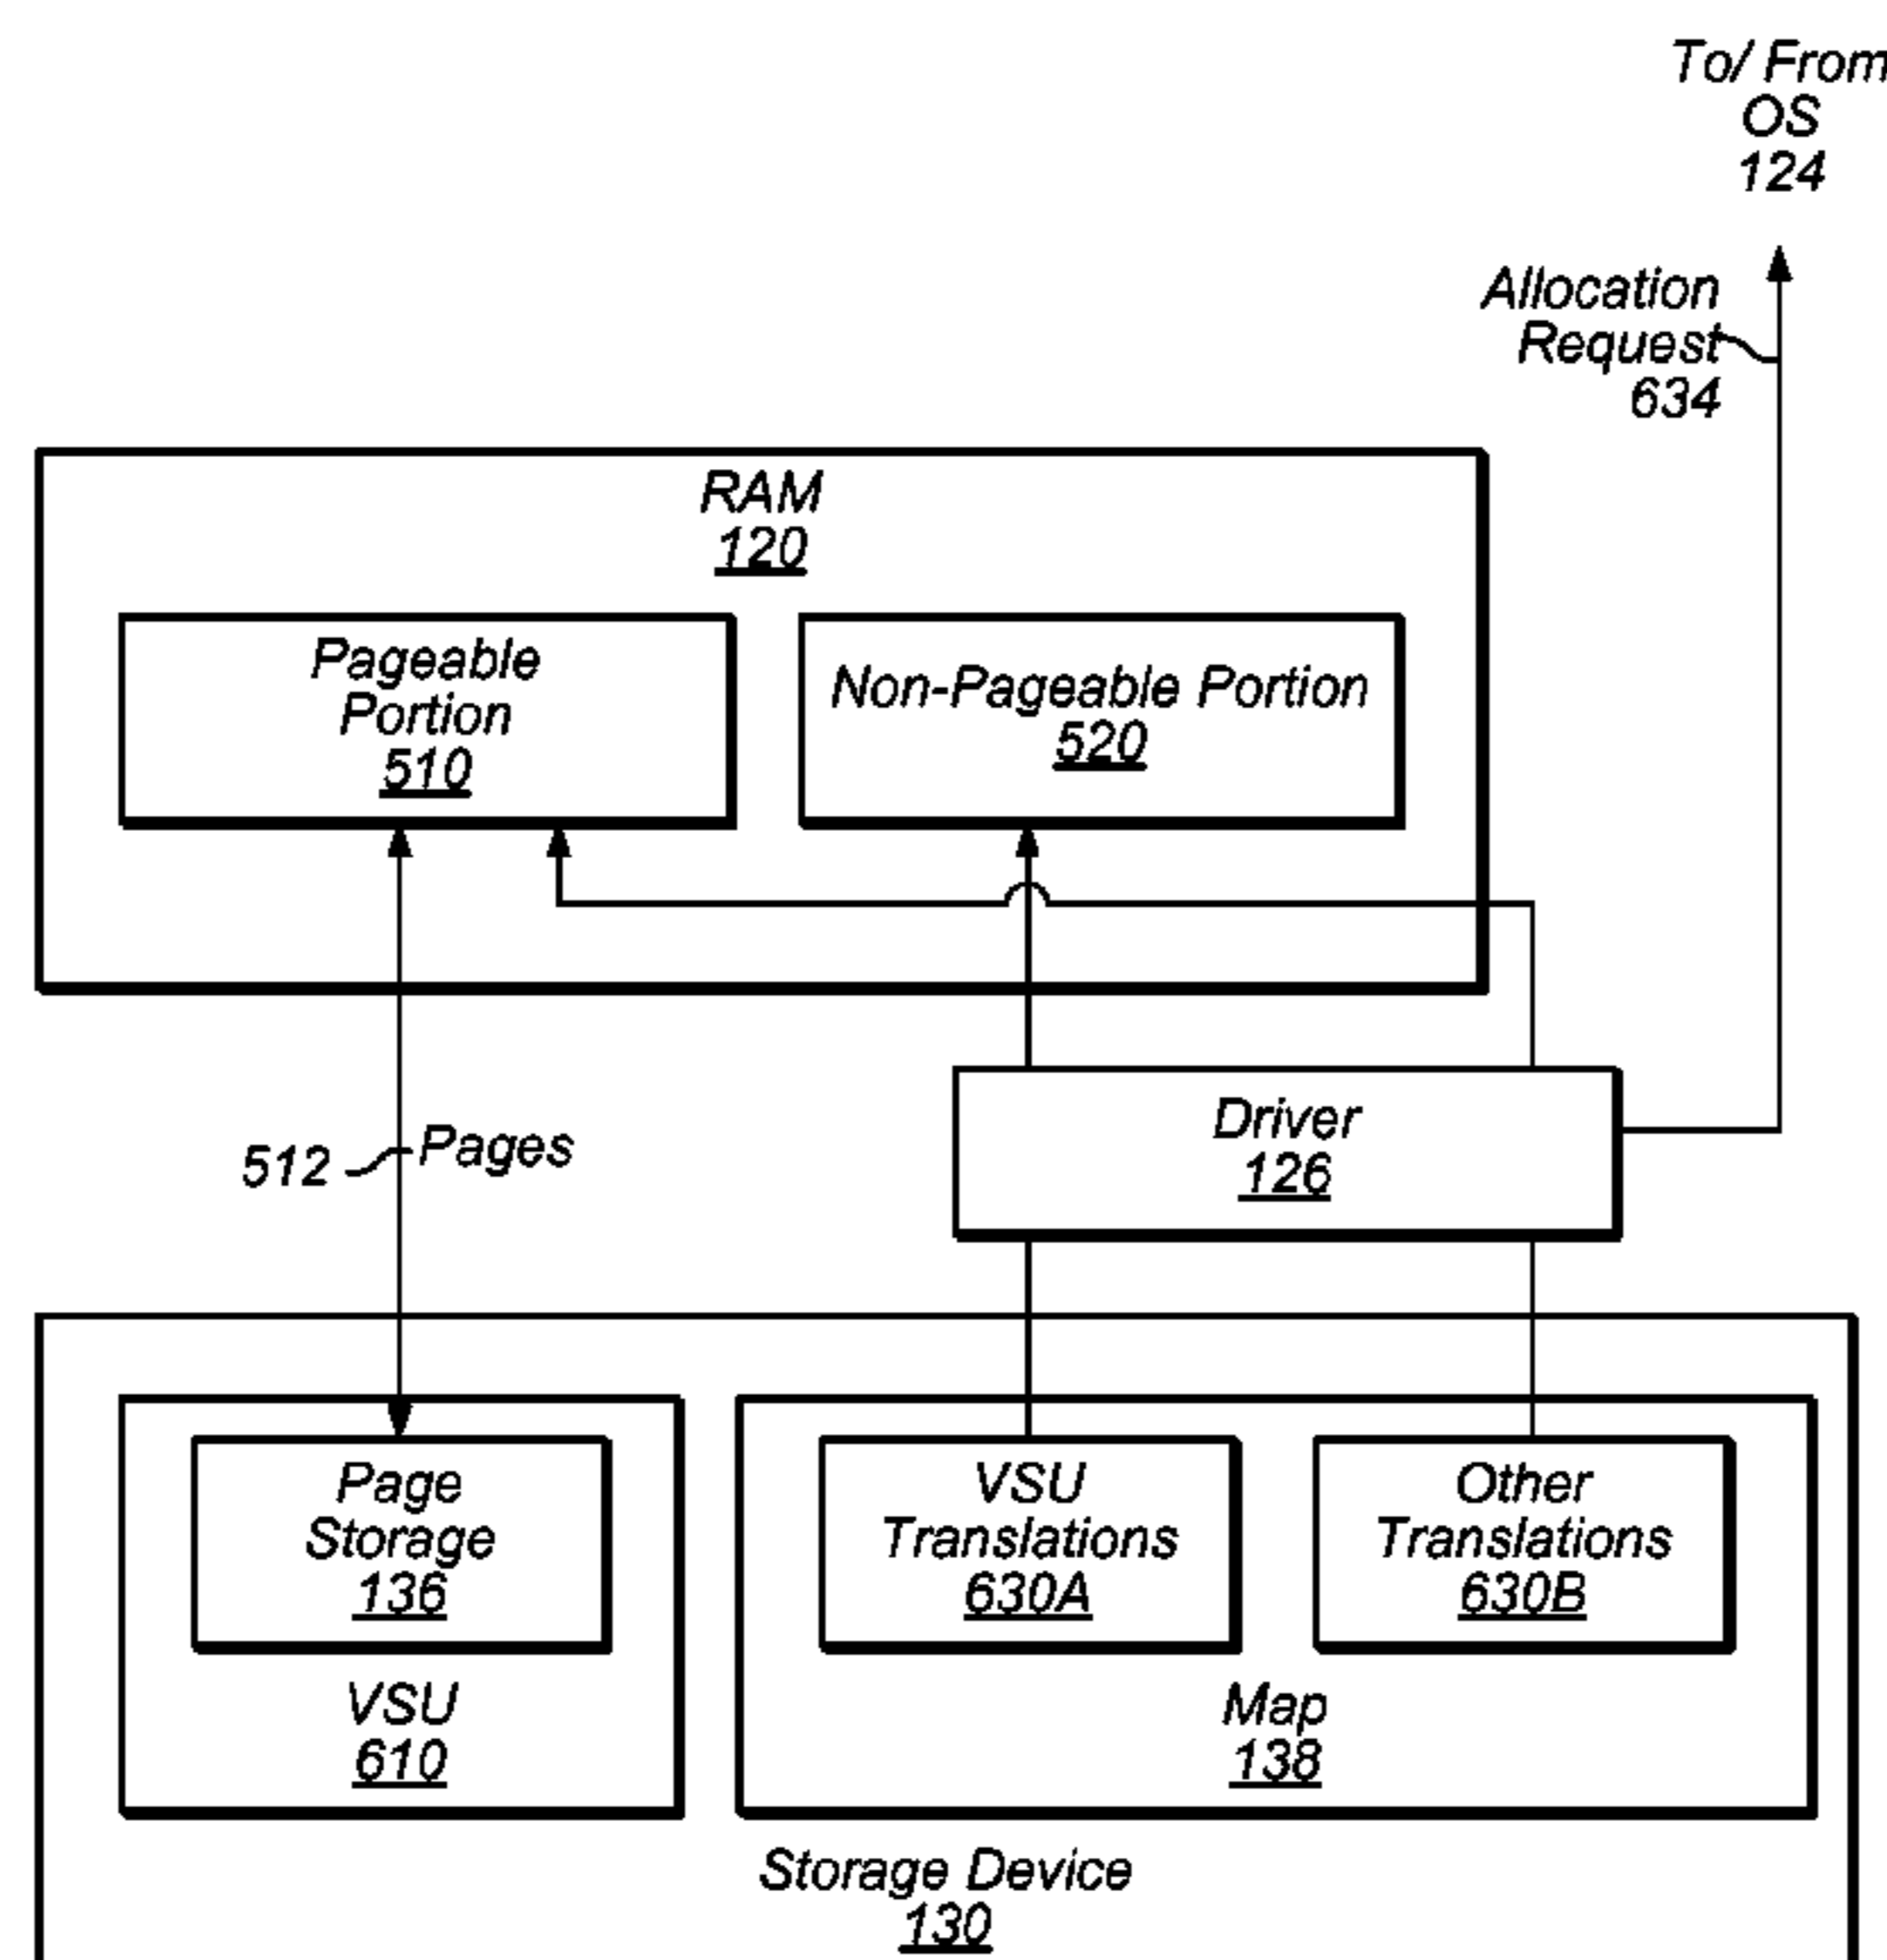 To/ From
OS
124
Allocation
Request
634
RAM
120
Pageable
Portion
510
Non-Pageable Portion
520
512
Pages
Driver
126
Page
Storage
136
VSU
610
VSU
Translations
630A
Other
Translations
630B
Map
138
Storage Device
130